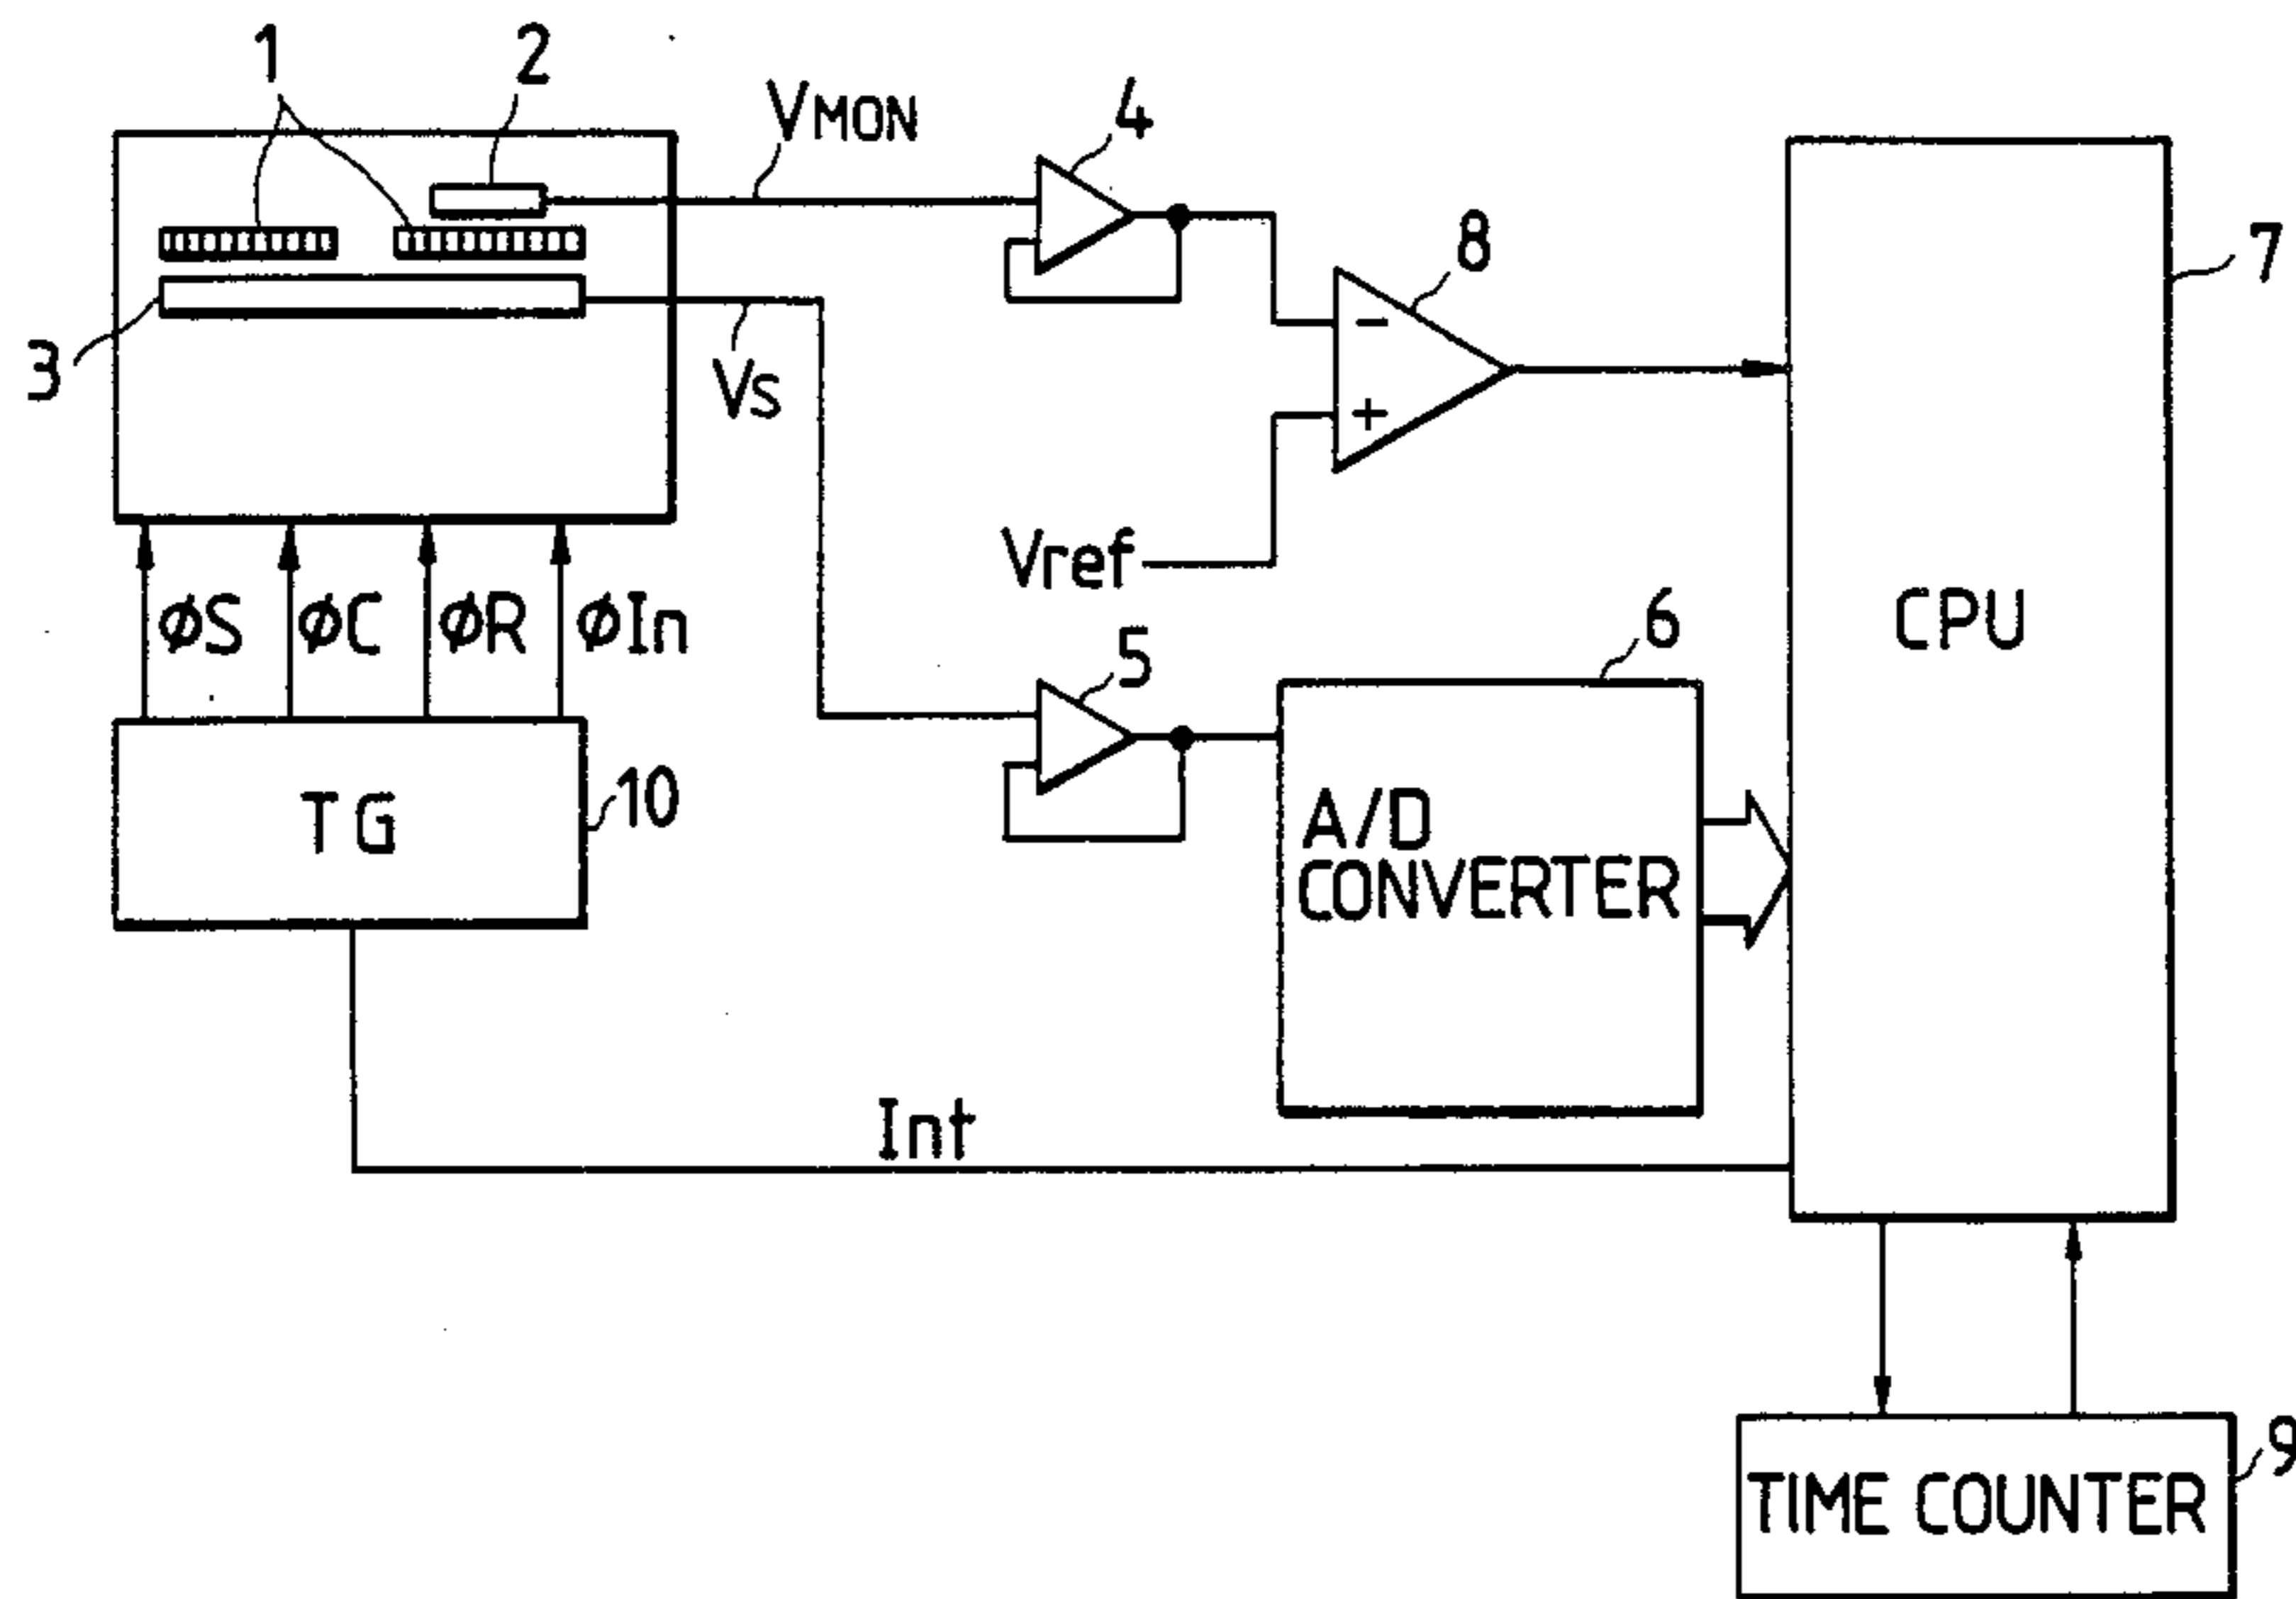 1
2
VMON
4
8
7
3
VS
Vref
CPU
ØS ØC ØR ØIn
5
6
TG
10
A/D
CONVERTER
Int
TIME COUNTER
9
-
+